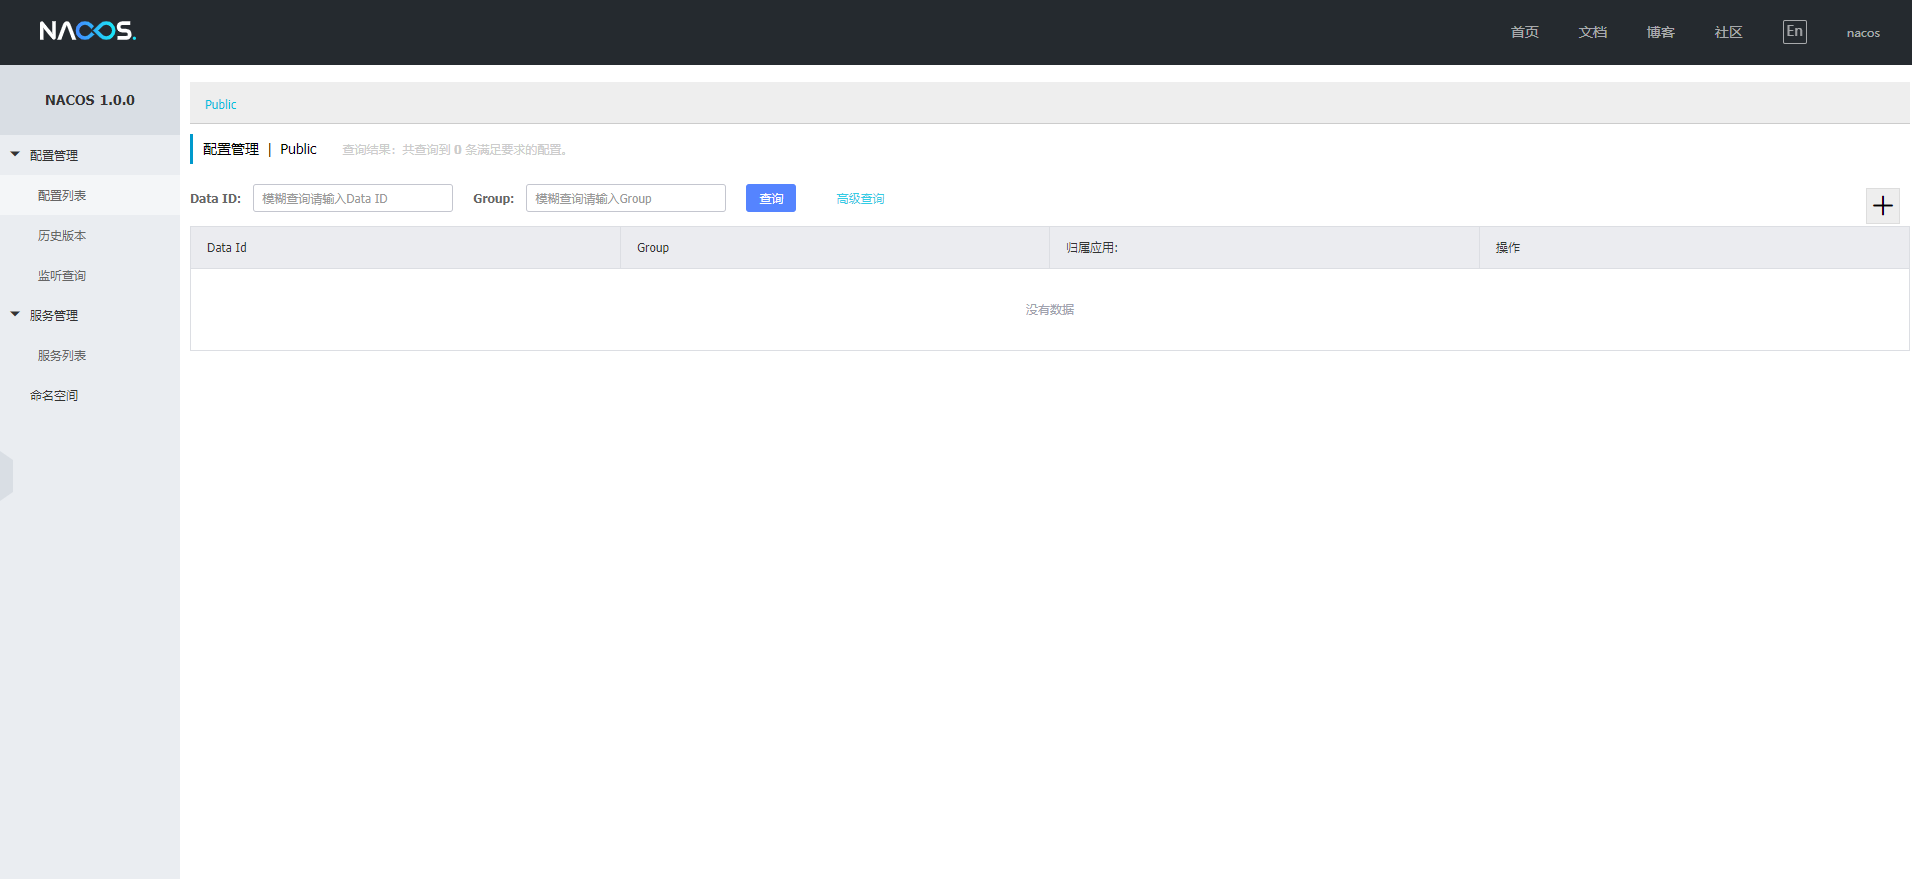 NACOS.
首页 文档 博客 社区 En nacos
NACOS 1.0.0
配置管理
配置列表
历史版本
监听查询
服务管理
服务列表
命名空间
Public
配置管理 | Public 查询结果：共查询到 0 条满足要求的配置。
Data ID: 模糊查询请输入Data ID Group: 模糊查询请输入Group 查询 高级查询
Data Id Group 归属应用: 操作
没有数据